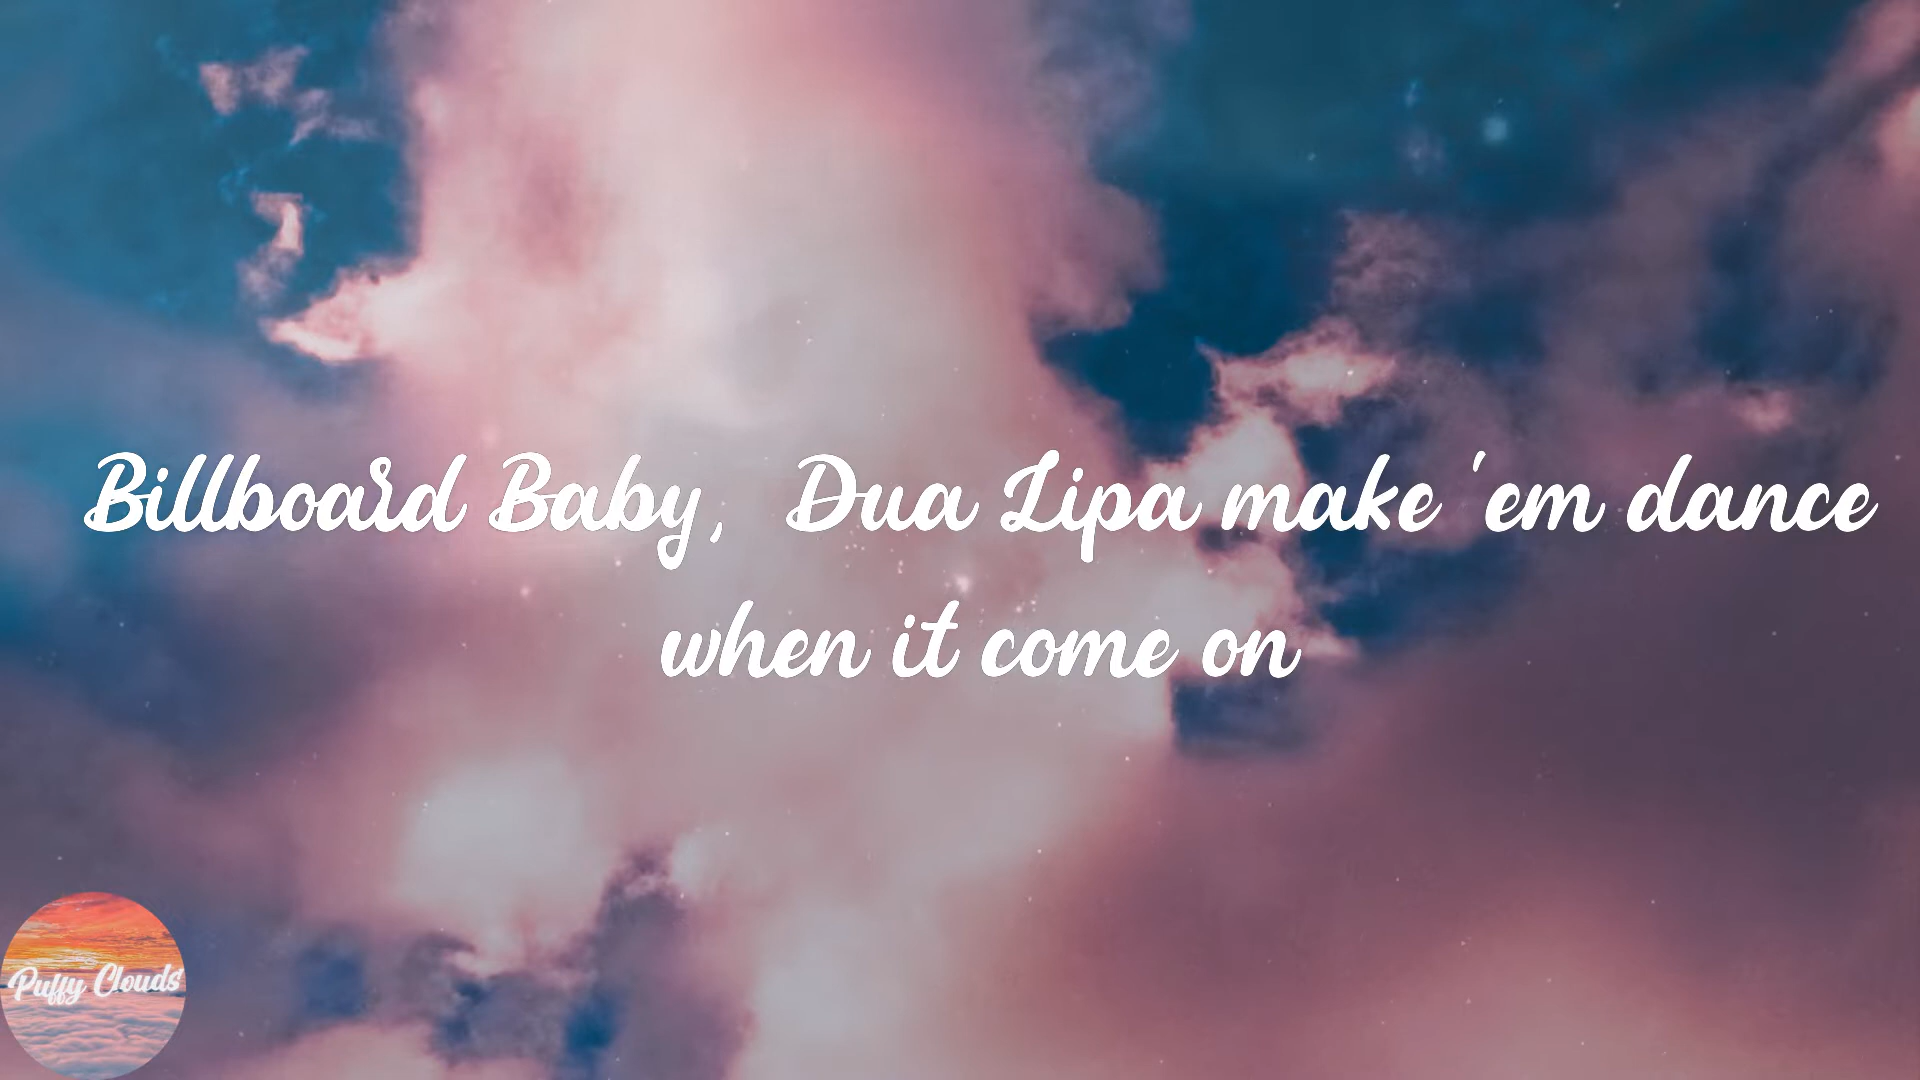 Billboard Baby, Dua Lipa make 'em dance
when it come on
Puffy Clouds